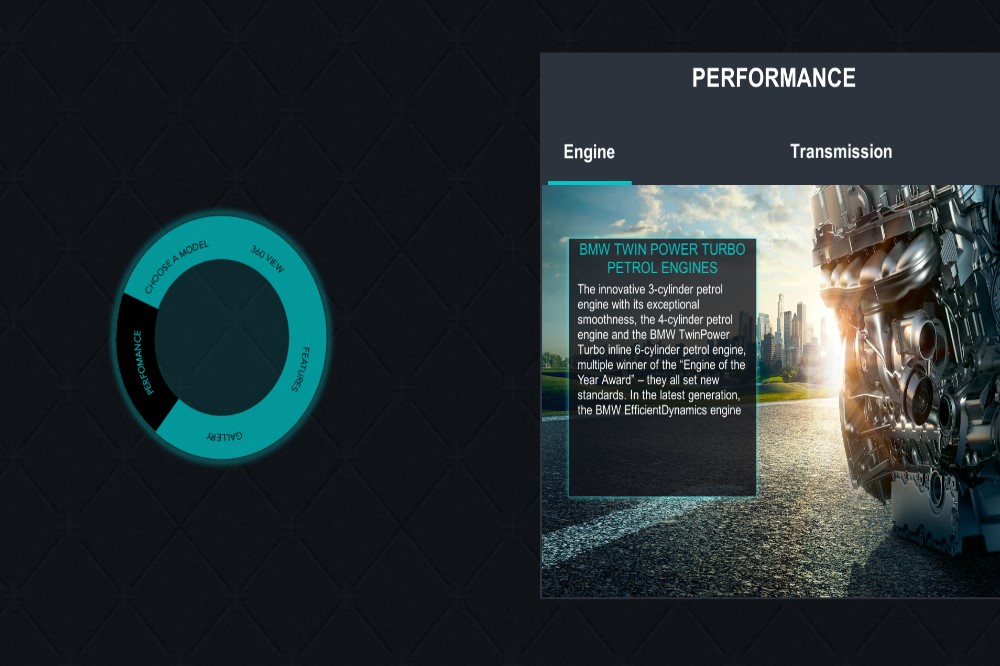 PERFORMANCE
Engine
Transmission
BMW TWIN POWER TURBO
PETROL ENGINES
The innovative 3-cylinder petrol
engine with its exceptional
smoothness, the 4-cylinder petrol
engine and the BMW TwinPower
Turbo inline 6-cylinder petrol engine,
multiple winner of the “Engine of the
Year Award” – they all set new
standards. In the latest generation,
the BMW EfficientDynamics engine
CHOOSE A MODEL
360 VIEW
FEATURES
GALLERY
PERFOMANCE